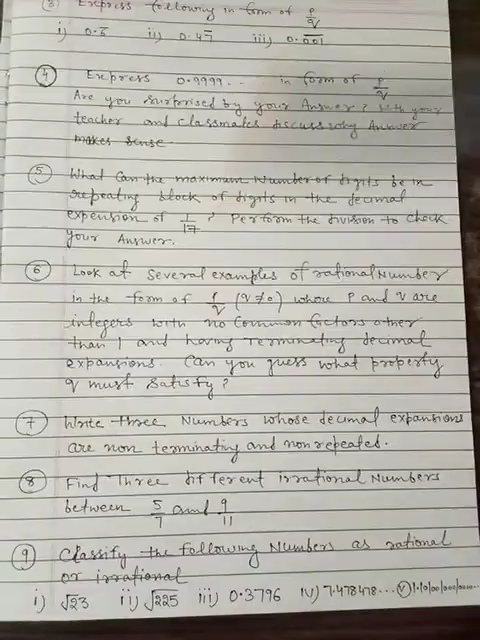 (3) Express following in form of p/q
i) 0.6̅ ii) 0.47̅ iii) 0.0̅0̅1̅
(4) Express 0.9999.. in form of p/q
Are you surprised by your Answer? with your
teacher and classmates discuss why Answer
makes sense.
(5) What can the maximum Number of digits be in
repeating block of digits in the decimal
expension of 1/17? Perform the division to check
your Answer.
(6) Look at several examples of rational Number
in the form of p/q (q≠0) whore P and q are
integers with no Common factors other
than 1 and having Terminating decimal
expansions. Can you guess what property
q must satisfy?
(7) Write three Numbers whose decimal expansions
are non terminating and non repeated.
(8) Find Three different irrational Numbers
between 5/7 and 9/11
(9) Classify the following Numbers as rational
or irrational
i) √23 ii) √225 iii) 0.3796 iv) 7.478478... (v) 1.101001000100001...